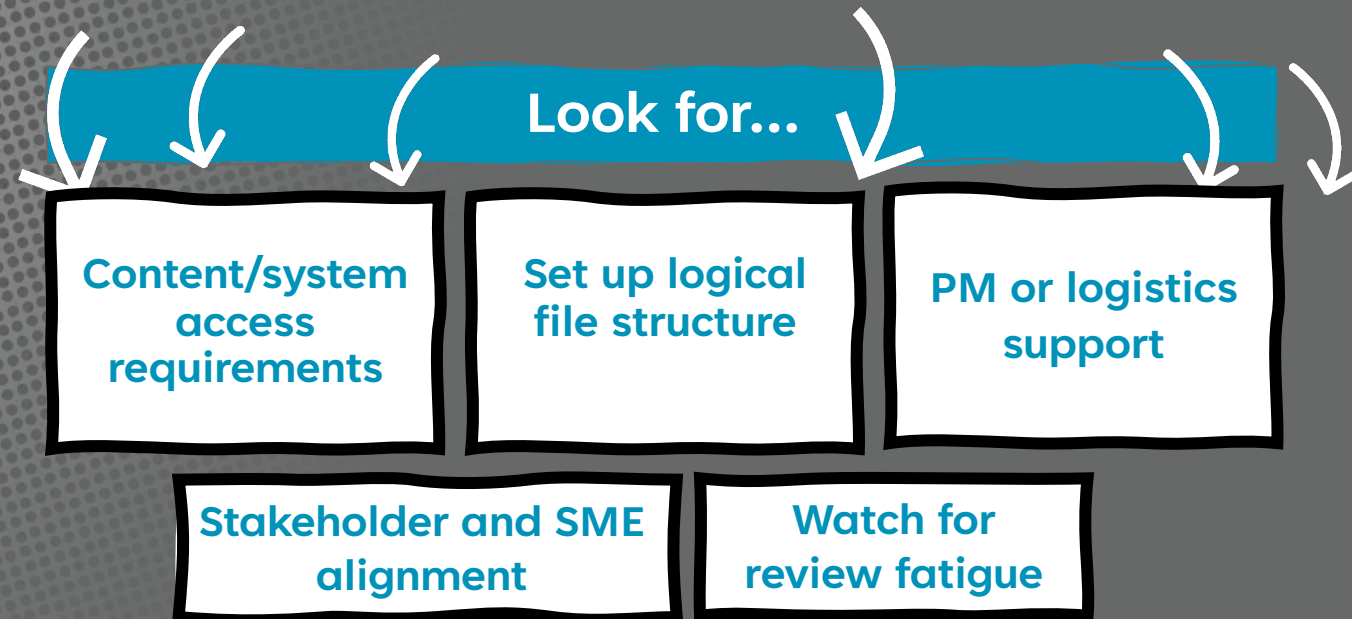 Look for...
Content/system
access
requirements
Set up logical
file structure
PM or logistics
support
Stakeholder and SME
alignment
Watch for
review fatigue